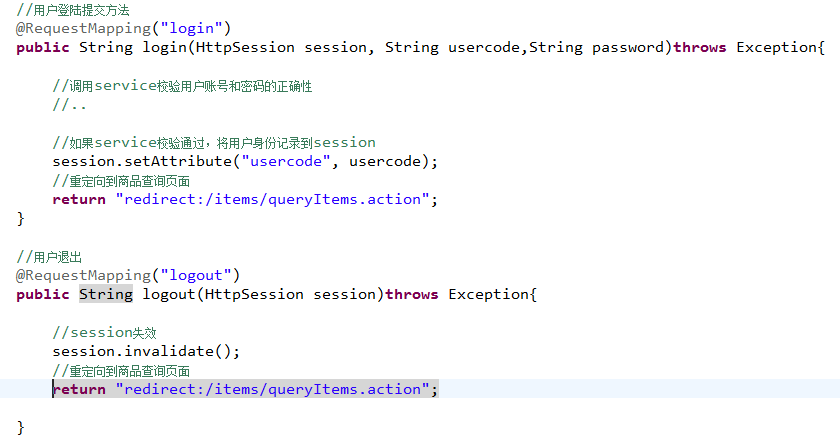 //用户登陆提交方法
@RequestMapping("login")
public String login(HttpSession session, String usercode,String password)throws Exception{
//调用service校验用户账号和密码的正确性
//..
//如果service校验通过，将用户身份记录到session
session.setAttribute("usercode", usercode);
//重定向到商品查询页面
return "redirect:/items/queryItems.action";
}
//用户退出
@RequestMapping("logout")
public String logout(HttpSession session)throws Exception{
//session失效
session.invalidate();
//重定向到商品查询页面
return "redirect:/items/queryItems.action";
}